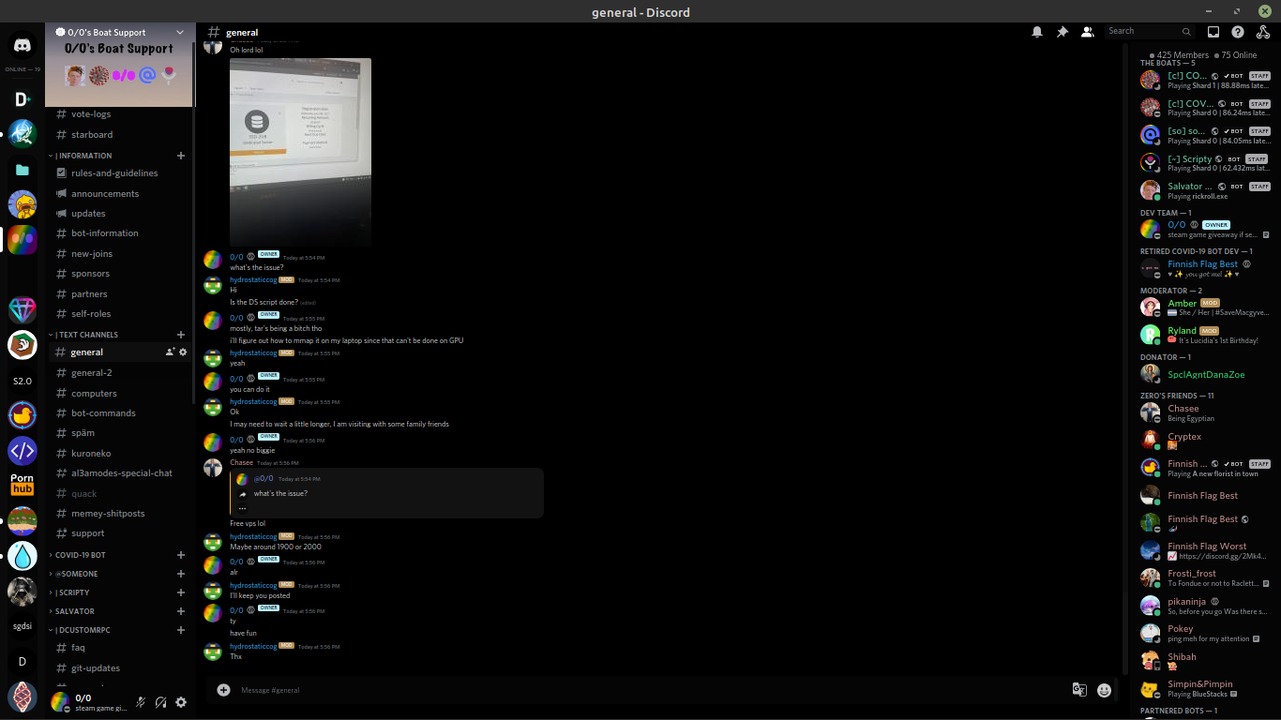 general - Discord
0/0's Boat Support
0/0's Boat Support
0/0
ONLINE — 19
D+
S2.0
Porn
hub
sgdsi
D
vote-logs
starboard
| INFORMATION
rules-and-guidelines
announcements
updates
bot-information
new-joins
sponsors
partners
self-roles
| TEXT CHANNELS
general
general-2
computers
bot-commands
späm
kuroneko
al3amodes-special-chat
quack
memey-shitposts
support
COVID-19 BOT
@SOMEONE
| SCRIPTY
SALVATOR
| DCUSTOMRPC
faq
git-updates
0/0
steam game gi...
general
Search
Oh lord lol
0/0 OWNER Today at 5:54 PM
what's the issue?
hydrostaticcog MOD Today at 5:54 PM
Hi
Is the DS script done? (edited)
0/0 OWNER Today at 5:55 PM
mostly, tar's being a bitch tho
i'll figure out how to mmap it on my laptop since that can't be done on GPU
hydrostaticcog MOD Today at 5:55 PM
yeah
0/0 OWNER Today at 5:55 PM
you can do it
hydrostaticcog MOD Today at 5:55 PM
Ok
I may need to wait a little longer, I am visiting with some family friends
0/0 OWNER Today at 5:56 PM
yeah no biggie
Chasee Today at 5:56 PM
@0/0 Today at 5:54 PM
what's the issue?
Free vps lol
hydrostaticcog MOD Today at 5:56 PM
Maybe around 1900 or 2000
0/0 OWNER Today at 5:56 PM
alr
hydrostaticcog MOD Today at 5:56 PM
I'll keep you posted
0/0 OWNER Today at 5:56 PM
ty
have fun
hydrostaticcog MOD Today at 5:56 PM
Thx
Message #general
425 Members 75 Online
THE BOATS — 5
[c!] CO... ✔ BOT STAFF
Playing Shard 1 | 88.88ms late...
[c!] COV... BOT STAFF
Playing Shard 0 | 86.24ms late...
[so] so... ✔ BOT STAFF
Playing Shard 0 | 84.05ms late...
[~] Scripty BOT STAFF
Playing Shard 0 | 62.432ms lat...
Salvator ... BOT STAFF
Playing rickroll.exe
DEV TEAM — 1
0/0 OWNER
steam game giveaway if se...
RETIRED COVID-19 BOT DEV — 1
Finnish Flag Best
♥ ✨ you got mail ✨ ♥
MODERATOR — 2
Amber MOD
She / Her | #SaveMacgyve...
Ryland MOD
It's Lucidia's 1st Birthday!
DONATOR — 1
SpclAgntDanaZoe
ZERO'S FRIENDS — 11
Chasee
Being Egyptian
Cryptex
Finnish ... ✔ BOT STAFF
Playing A new florist in town
Finnish Flag Best
Finnish Flag Best
Finnish Flag Worst
https://discord.gg/2Mk4...
Frosti_frost
To Fondue or not to Raclett...
pikaninja
So, before you go Was there s...
Pokey
ping meh for my attention
Shibah
Simpin&Pimpin
Playing BlueStacks
PARTNERED BOTS — 1